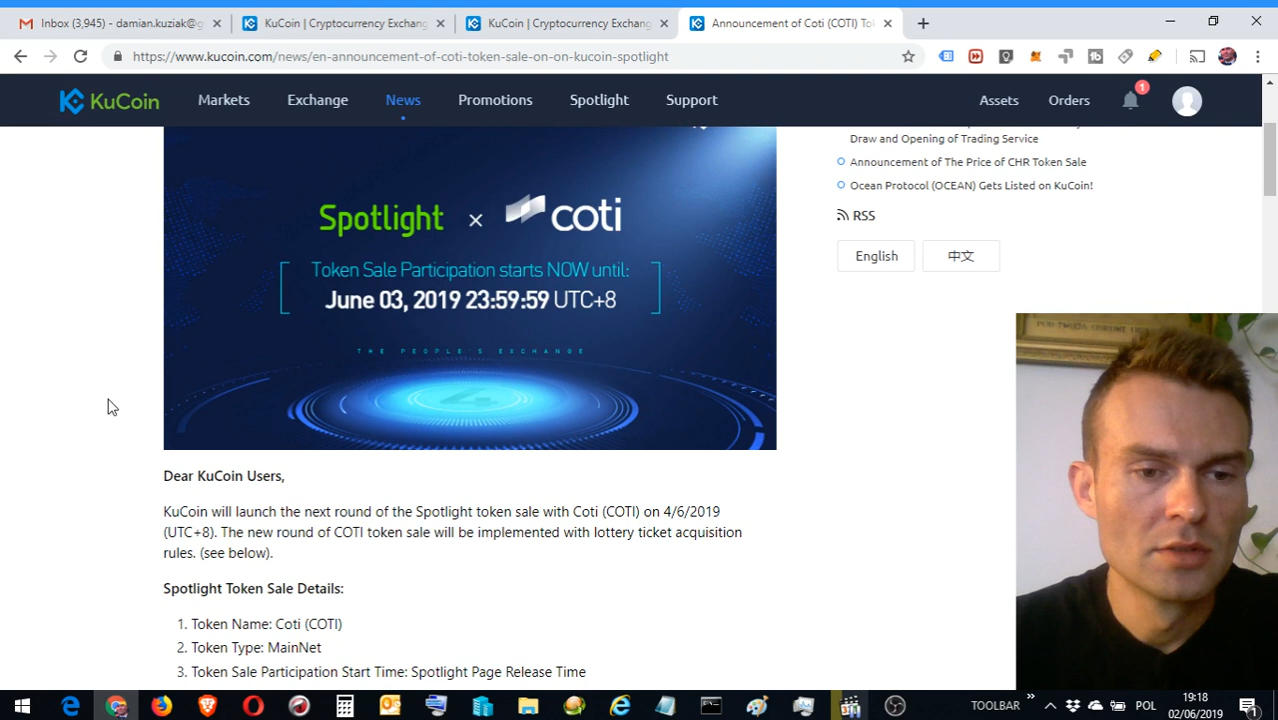 Inbox (3,945) - damian.kuziak@g
KuCoin | Cryptocurrency Exchang
KuCoin | Cryptocurrency Exchang
Announcement of Coti (COTI) Tok
https://www.kucoin.com/news/en-announcement-of-coti-token-sale-on-on-kucoin-spotlight
KuCoin
Markets
Exchange
News
Promotions
Spotlight
Support
Assets
Orders
1
Draw and Opening of Trading Service
Announcement of The Price of CHR Token Sale
Ocean Protocol (OCEAN) Gets Listed on KuCoin!
RSS
English
中文
Spotlight × coti
Token Sale Participation starts NOW until:
June 03, 2019 23:59:59 UTC+8
THE PEOPLE'S EXCHANGE
Dear KuCoin Users,
KuCoin will launch the next round of the Spotlight token sale with Coti (COTI) on 4/6/2019
(UTC+8). The new round of COTI token sale will be implemented with lottery ticket acquisition
rules. (see below).
Spotlight Token Sale Details:
1. Token Name: Coti (COTI)
2. Token Type: MainNet
3. Token Sale Participation Start Time: Spotlight Page Release Time
TOOLBAR
POL
19:18
02/06/2019
1